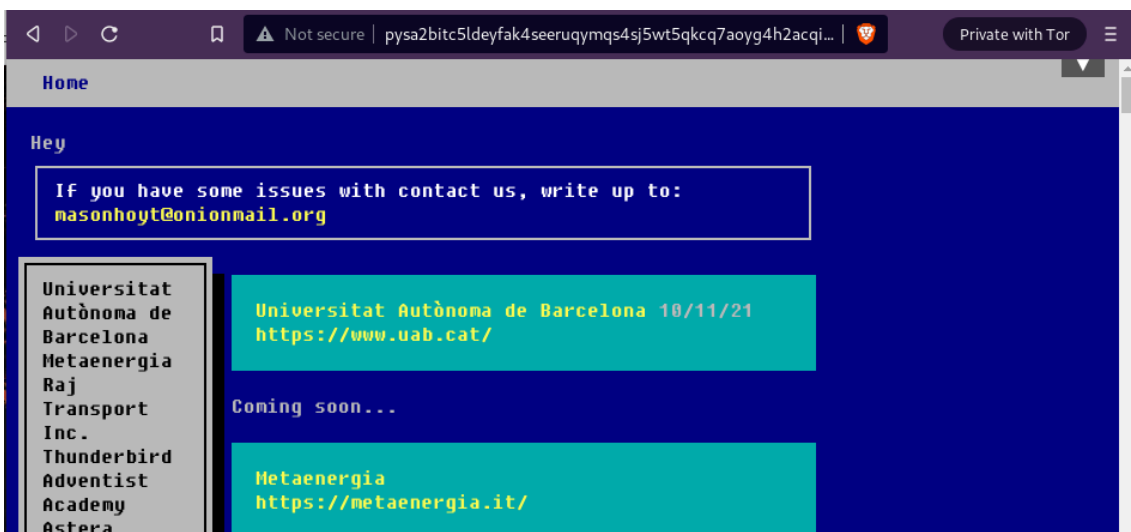 Not secure
pysa2bitc5ldeyfak4seeruqymqs4sj5wt5qkcq7aoyg4h2acqi...
Private with Tor
Home
Hey
If you have some issues with contact us, write up to:
masonhoyt@onionmail.org
Universitat
Autònoma de
Barcelona
Metaenergia
Raj
Transport
Inc.
Thunderbird
Adventist
Academy
Astera
Universitat Autònoma de Barcelona 10/11/21
https://www.uab.cat/
Coming soon...
Metaenergia
https://metaenergia.it/